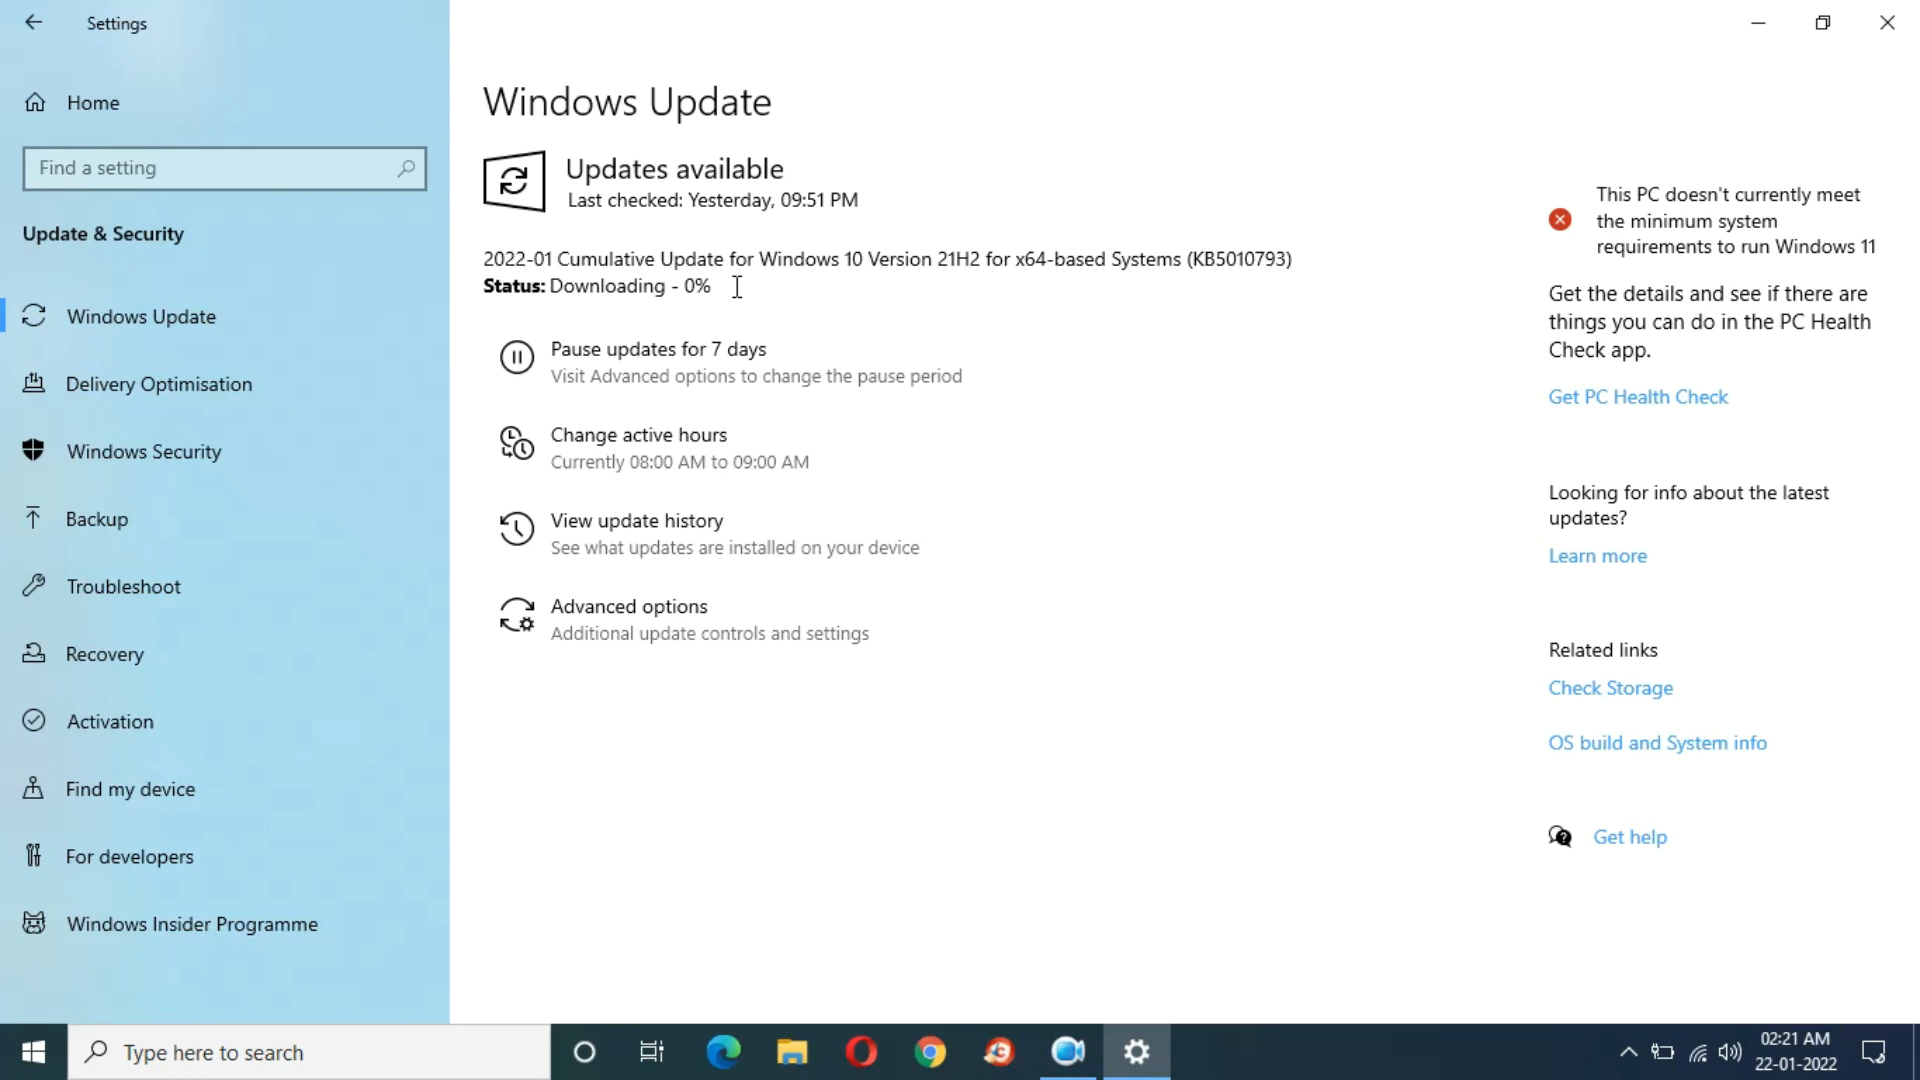 Settings
Home
Find a setting
Update & Security
Windows Update
Delivery Optimisation
Windows Security
Backup
Troubleshoot
Recovery
Activation
Find my device
For developers
Windows Insider Programme
Windows Update
Updates available
Last checked: Yesterday, 09:51 PM
2022-01 Cumulative Update for Windows 10 Version 21H2 for x64-based Systems (KB5010793)
Status: Downloading - 0%
Pause updates for 7 days
Visit Advanced options to change the pause period
Change active hours
Currently 08:00 AM to 09:00 AM
View update history
See what updates are installed on your device
Advanced options
Additional update controls and settings
This PC doesn't currently meet
the minimum system
requirements to run Windows 11
Get the details and see if there are
things you can do in the PC Health
Check app.
Get PC Health Check
Looking for info about the latest
updates?
Learn more
Related links
Check Storage
OS build and System info
Get help
Type here to search
02:21 AM
22-01-2022